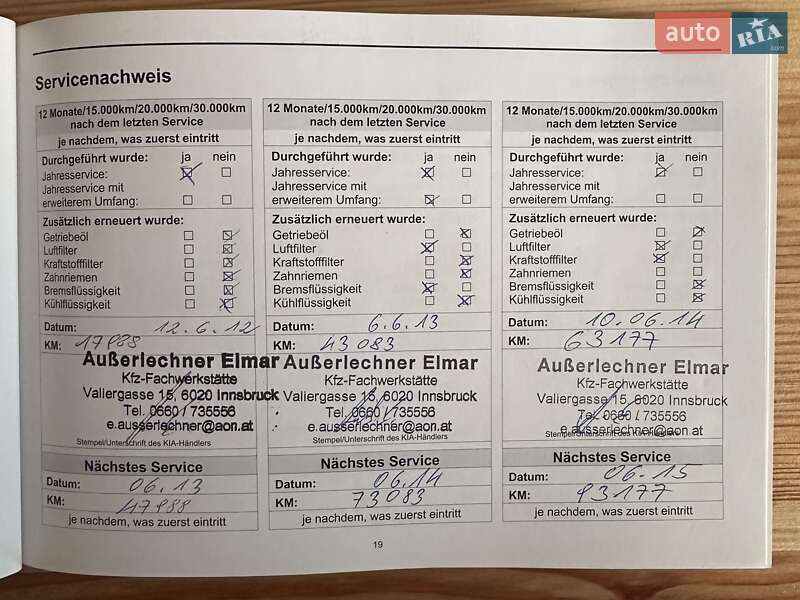 auto RIA.com
Servicenachweis
12 Monate/15.000km/20.000km/30.000km
nach dem letzten Service
je nachdem, was zuerst eintritt
Durchgeführt wurde: ja nein
Jahresservice:
Jahresservice mit
erweiterem Umfang:
Zusätzlich erneuert wurde:
Getriebeöl
Luftfilter
Kraftstofffilter
Zahnriemen
Bremsflüssigkeit
Kühlflüssigkeit
Datum: 12.6.12
KM: 17988
Außerlechner Elmar
Kfz-Fachwerkstätte
Valiergasse 15, 6020 Innsbruck
Tel. 0660 / 735556
e.ausserlechner@aon.at
Stempel/Unterschrift des KIA-Händlers
Nächstes Service
Datum: 06.13
KM: 47988
je nachdem, was zuerst eintritt
12 Monate/15.000km/20.000km/30.000km
nach dem letzten Service
je nachdem, was zuerst eintritt
Durchgeführt wurde: ja nein
Jahresservice:
Jahresservice mit
erweiterem Umfang:
Zusätzlich erneuert wurde:
Getriebeöl
Luftfilter
Kraftstofffilter
Zahnriemen
Bremsflüssigkeit
Kühlflüssigkeit
Datum: 6.6.13
KM: 43083
Außerlechner Elmar
Kfz-Fachwerkstätte
Valiergasse 15, 6020 Innsbruck
Tel. 0660 / 735556
e.ausserlechner@aon.at
Stempel/Unterschrift des KIA-Händlers
Nächstes Service
Datum: 06.14
KM: 73083
je nachdem, was zuerst eintritt
12 Monate/15.000km/20.000km/30.000km
nach dem letzten Service
je nachdem, was zuerst eintritt
Durchgeführt wurde: ja nein
Jahresservice:
Jahresservice mit
erweiterem Umfang:
Zusätzlich erneuert wurde:
Getriebeöl
Luftfilter
Kraftstofffilter
Zahnriemen
Bremsflüssigkeit
Kühlflüssigkeit
Datum: 10.06.14
KM: 63177
Außerlechner Elmar
Kfz-Fachwerkstätte
Valiergasse 15, 6020 Innsbruck
Tel. 0660 / 735556
e.ausserlechner@aon.at
Stempel/Unterschrift des KIA-Händlers
Nächstes Service
Datum: 06.15
KM: 93177
je nachdem, was zuerst eintritt
19